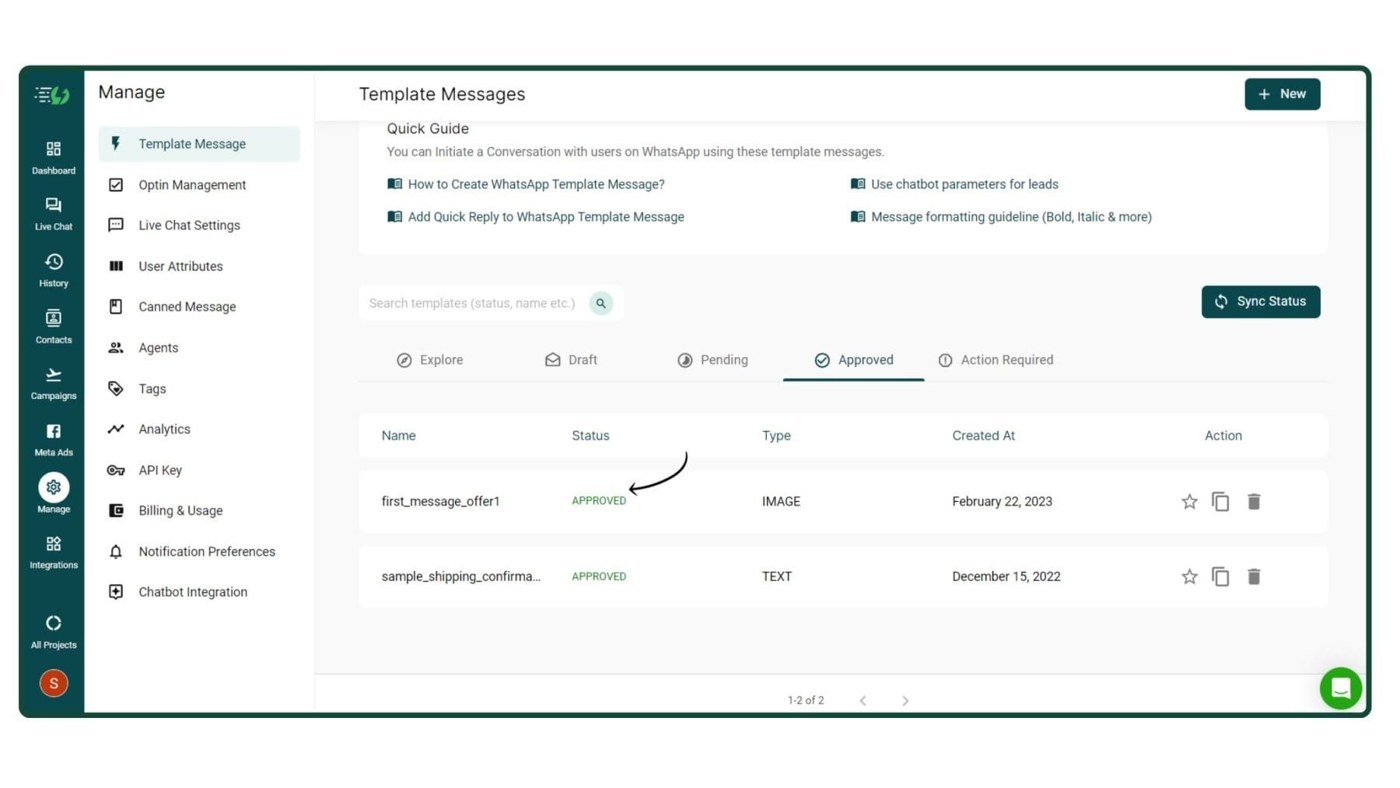 Dashboard
Live Chat
History
Contacts
Campaigns
Meta Ads
Manage
Integrations
All Projects
S
Manage
Template Message
Optin Management
Live Chat Settings
User Attributes
Canned Message
Agents
Tags
Analytics
API Key
Billing & Usage
Notification Preferences
Chatbot Integration
Template Messages
+ New
Quick Guide
You can Initiate a Conversation with users on WhatsApp using these template messages.
How to Create WhatsApp Template Message? Use chatbot parameters for leads
Add Quick Reply to WhatsApp Template Message Message formatting guideline (Bold, Italic & more)
Search templates (status, name etc.) Sync Status
Explore Draft Pending Approved Action Required
Name Status Type Created At Action
first_message_offer1 APPROVED IMAGE February 22, 2023
sample_shipping_confirma... APPROVED TEXT December 15, 2022
1-2 of 2